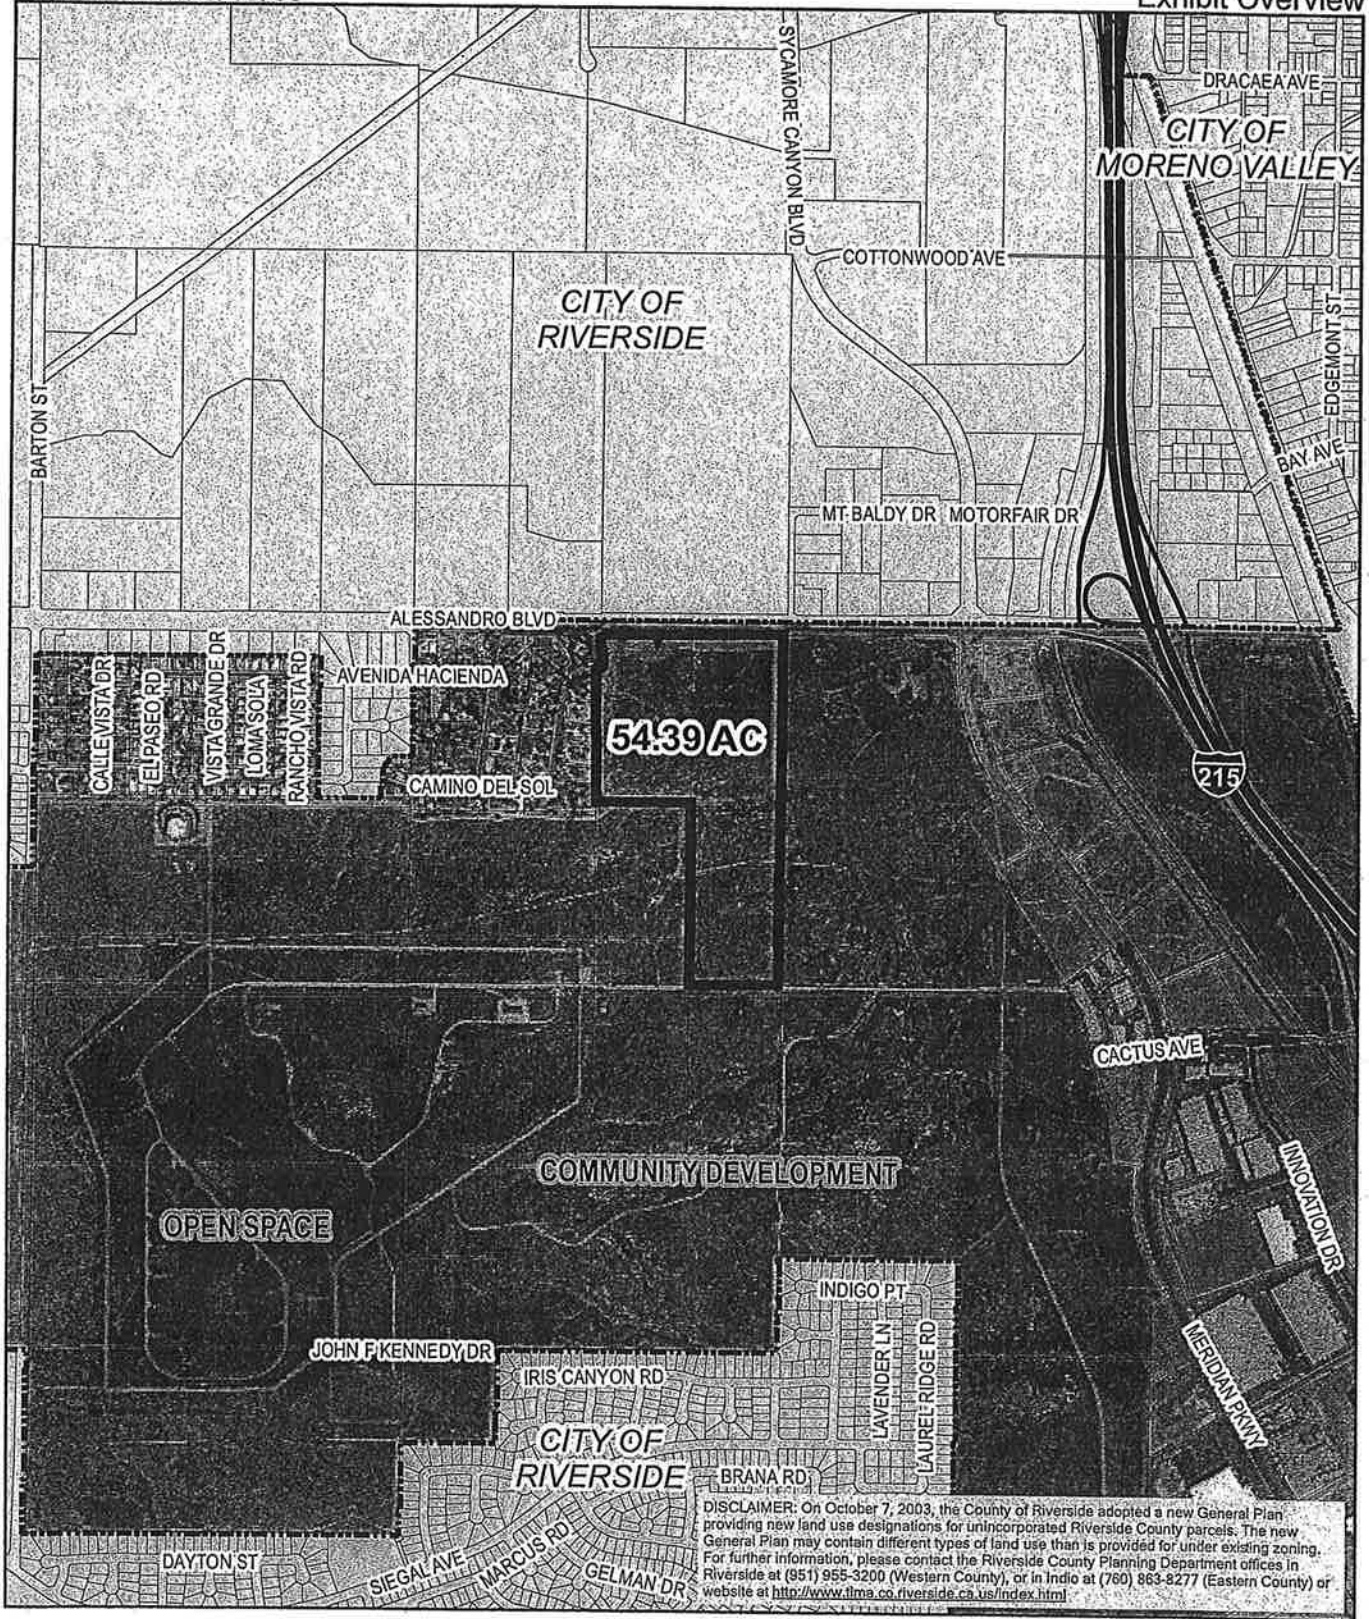 Exhibit Overview
SYCAMORE CANYON BLVD
DRACAEA AVE
CITY OF
MORENO VALLEY
COTTONWOOD AVE
CITY OF
RIVERSIDE
EDGEMONT ST
BARTON ST
BAY AVE
MT BALDY DR
MOTORFAIR DR
ALESSANDRO BLVD
CALLE VISTA DR
EL PASEO RD
VISTA GRANDE DR
LOMA SOLA
RANCHO VISTA RD
AVENIDA HACIENDA
54.39 AC
215
CAMINO DEL SOL
CACTUS AVE
COMMUNITY DEVELOPMENT
OPEN SPACE
INNOVATION DR
INDIGO PT
LAVENDER LN
LAUREL RIDGE RD
MERIDIAN PKWY
JOHN F KENNEDY DR
IRIS CANYON RD
CITY OF
RIVERSIDE
BRANA RD
DAYTON ST
SIEGAL AVE
MARCUS RD
GELMAN DR
DISCLAIMER: On October 7, 2003, the County of Riverside adopted a new General Plan
providing new land use designations for unincorporated Riverside County parcels. The new
General Plan may contain different types of land use than is provided for under existing zoning.
For further information, please contact the Riverside County Planning Department offices in
Riverside at (951) 955-3200 (Western County), or in Indio at (760) 863-8277 (Eastern County) or
website at http://www.tlma.co.riverside.ca.us/index.html